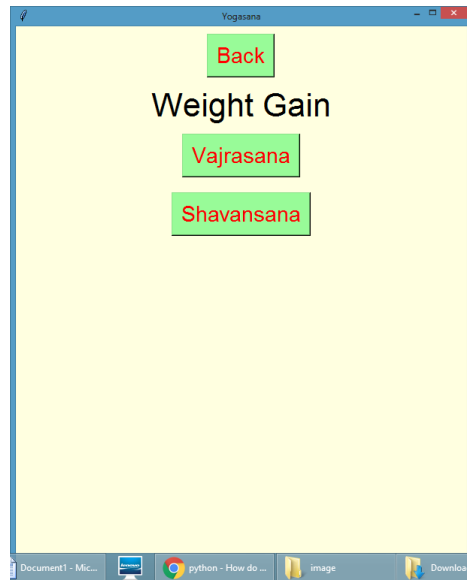 Yogasana
Back
Weight Gain
Vajrasana
Shavansana
Document1 - Mic...
python - How do ...
image
Downloa